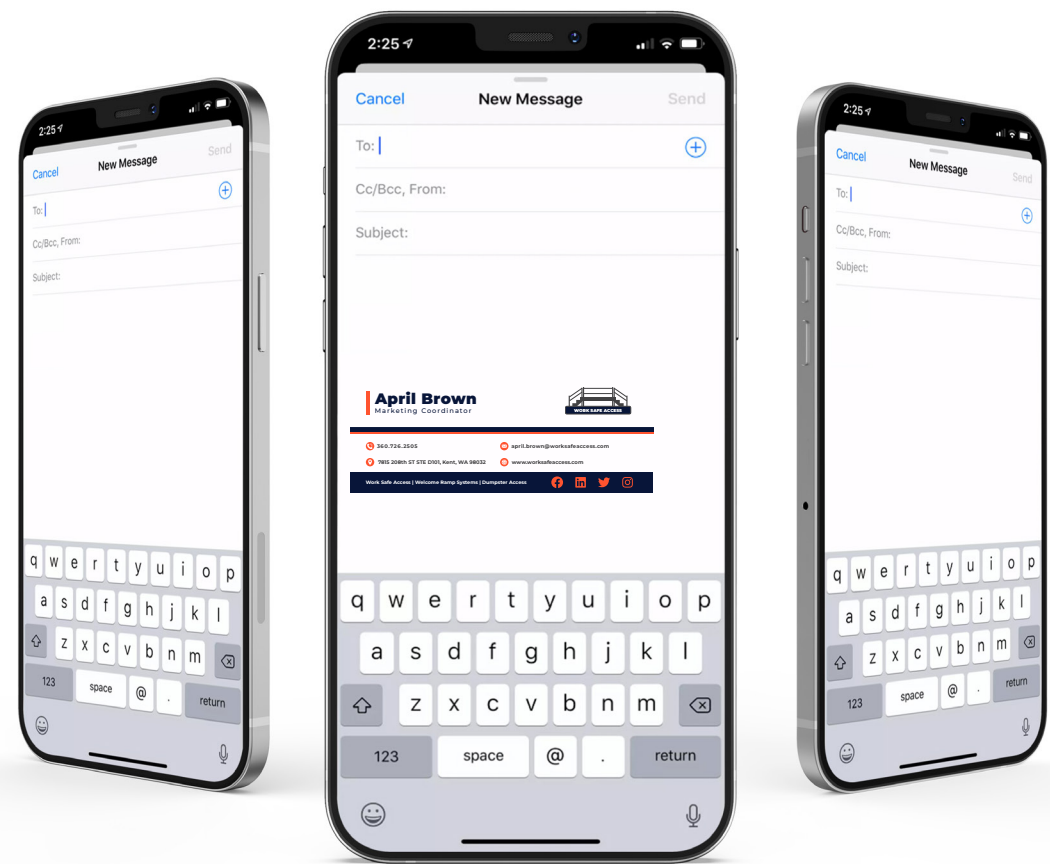 2:25
Cancel New Message Send
To:
Cc/Bcc, From:
Subject:
q w e r t y u i o p
a s d f g h j k l
z x c v b n m
123 space @ . return
2:25
Cancel New Message Send
To:
Cc/Bcc, From:
Subject:
April Brown
Marketing Coordinator
WORK SAFE ACCESS
360.726.2505 april.brown@worksafeaccess.com
7815 208th ST STE D101, Kent, WA 98032 www.worksafeaccess.com
Work Safe Access | Welcome Ramp Systems | Dumpster Access
q w e r t y u i o p
a s d f g h j k l
z x c v b n m
123 space @ . return
2:25
Cancel New Message Send
To:
Cc/Bcc, From:
Subject:
q w e r t y u i o p
a s d f g h j k l
z x c v b n m
123 space @ . return